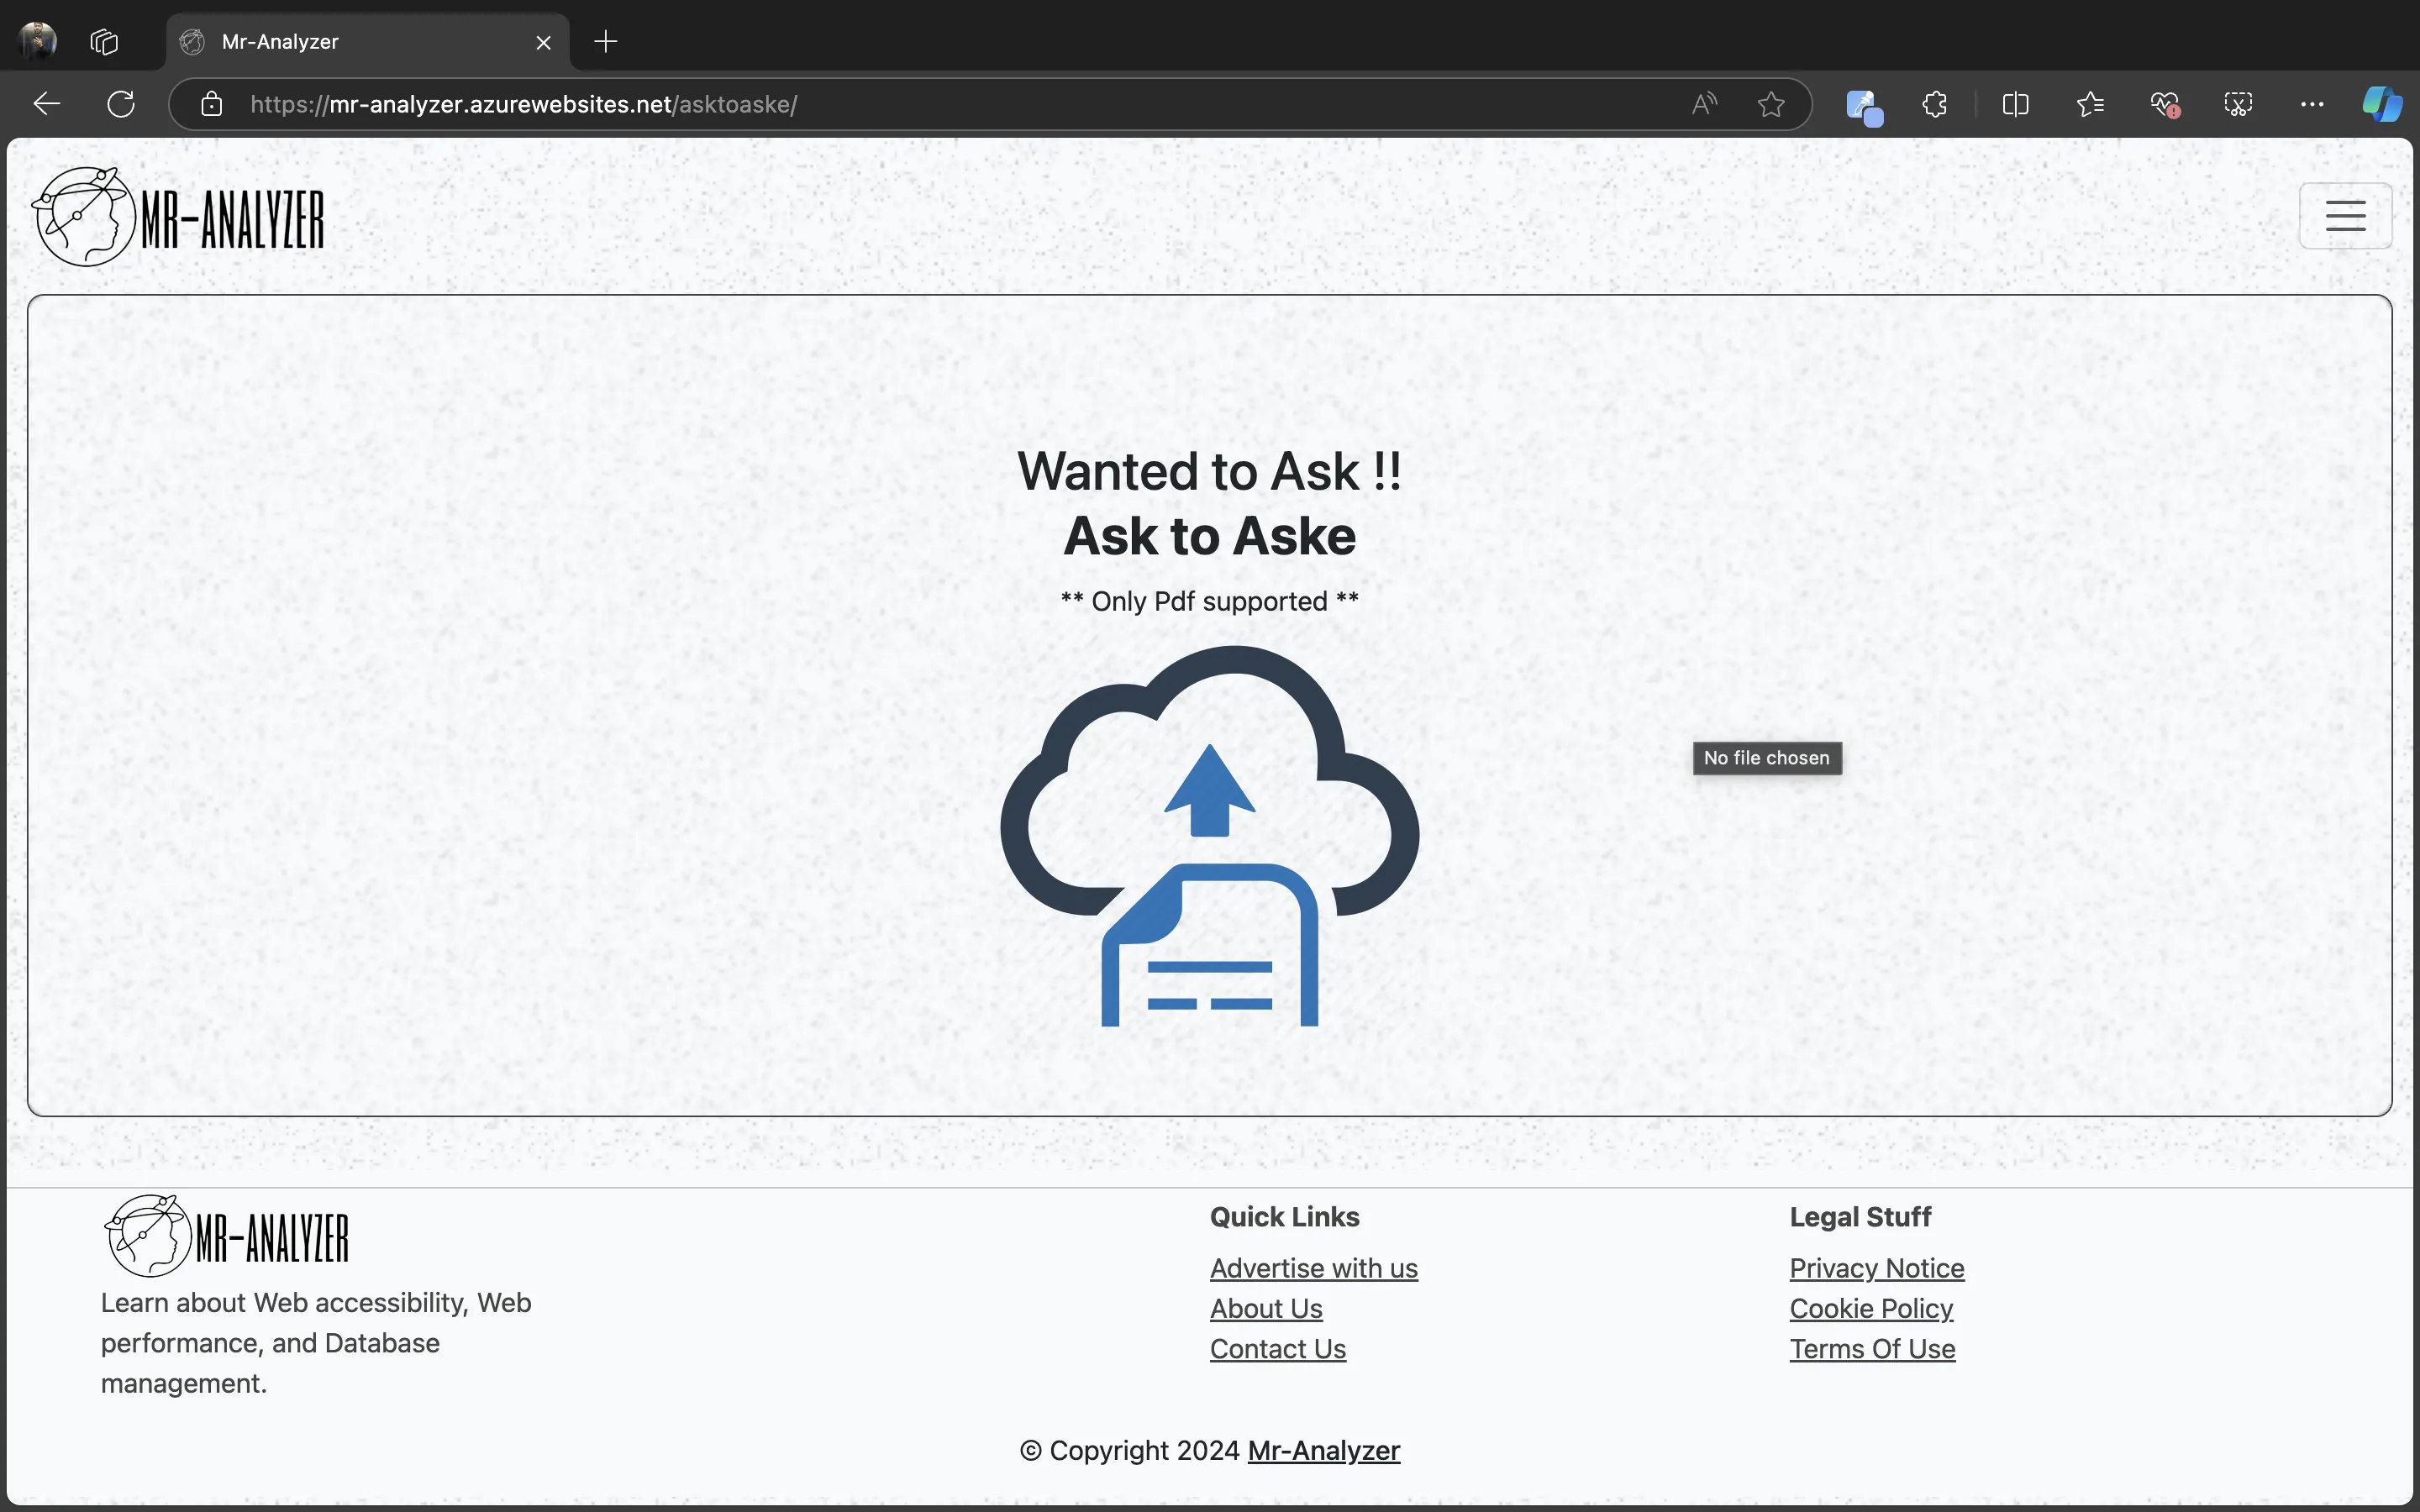 Mr-Analyzer
https://mr-analyzer.azurewebsites.net/asktoaske/
MR-ANALYZER
Wanted to Ask !!
Ask to Aske
** Only Pdf supported **
No file chosen
MR-ANALYZER
Learn about Web accessibility, Web
performance, and Database
management.
Quick Links
Advertise with us
About Us
Contact Us
Legal Stuff
Privacy Notice
Cookie Policy
Terms Of Use
© Copyright 2024 Mr-Analyzer